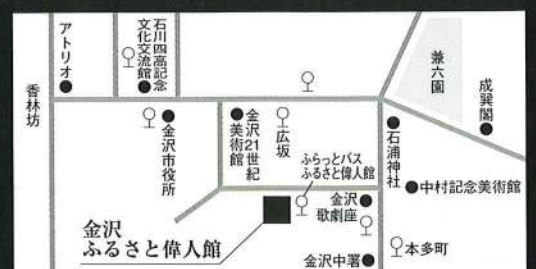 香林坊
アトリオ
石川四高記念
文化交流館
兼六園
成巽閣
金沢市役所
金沢21世紀
美術館
広坂
ふらっとバス
ふるさと偉人館
石浦神社
中村記念美術館
金沢
歌劇座
本多町
金沢中署
金沢
ふるさと偉人館